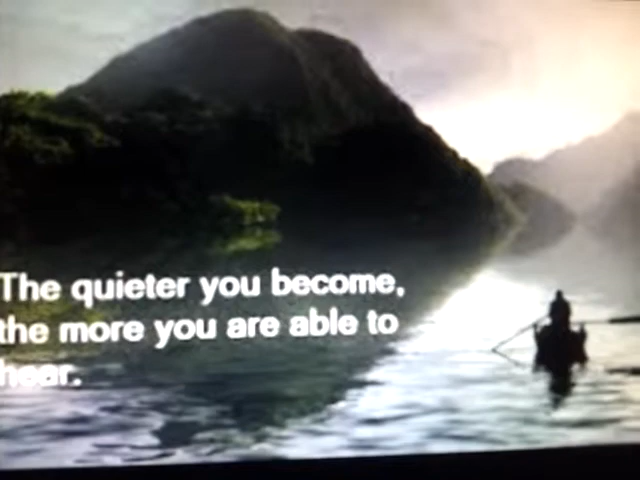 The quieter you become,
the more you are able to
hear.